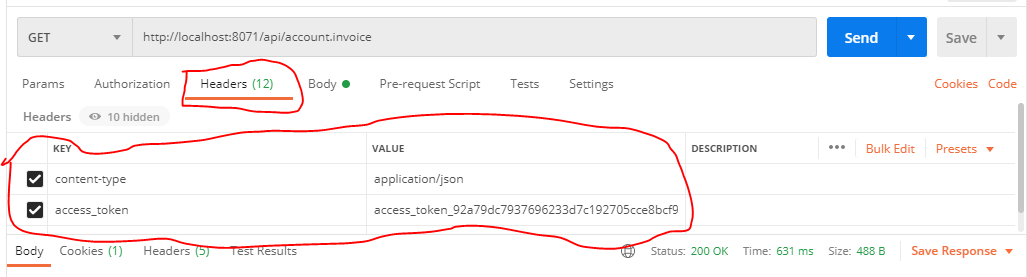 GET http://localhost:8071/api/account.invoice Send Save
Params Authorization Headers (12) Body Pre-request Script Tests Settings Cookies Code
Headers 10 hidden
KEY VALUE DESCRIPTION ••• Bulk Edit Presets
content-type application/json
access_token access_token_92a79dc7937696233d7c192705cce8bcf9
Body Cookies (1) Headers (5) Test Results Status: 200 OK Time: 631 ms Size: 488 B Save Response